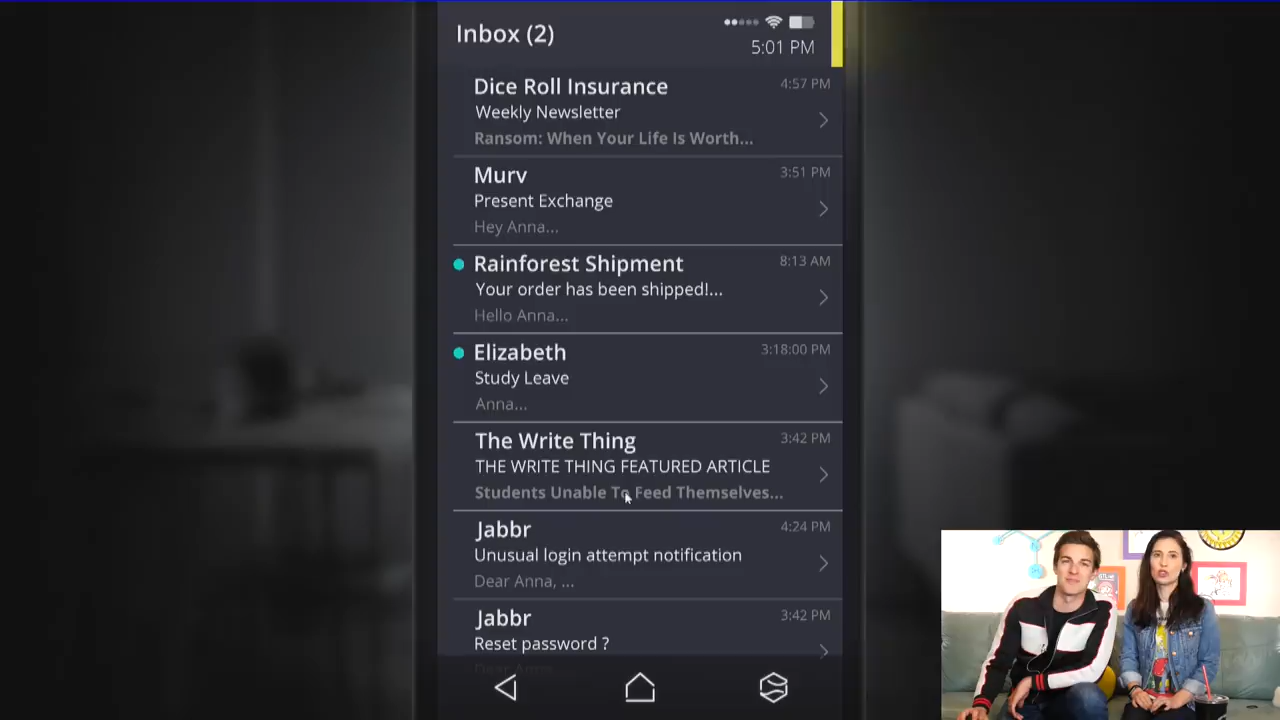 Inbox (2)
5:01 PM
Dice Roll Insurance
4:57 PM
Weekly Newsletter
Ransom: When Your Life Is Worth...
Murv
3:51 PM
Present Exchange
Hey Anna...
Rainforest Shipment
8:13 AM
Your order has been shipped!...
Hello Anna...
Elizabeth
3:18:00 PM
Study Leave
Anna...
The Write Thing
3:42 PM
THE WRITE THING FEATURED ARTICLE
Students Unable To Feed Themselves...
Jabbr
4:24 PM
Unusual login attempt notification
Dear Anna, ...
Jabbr
3:42 PM
Reset password ?